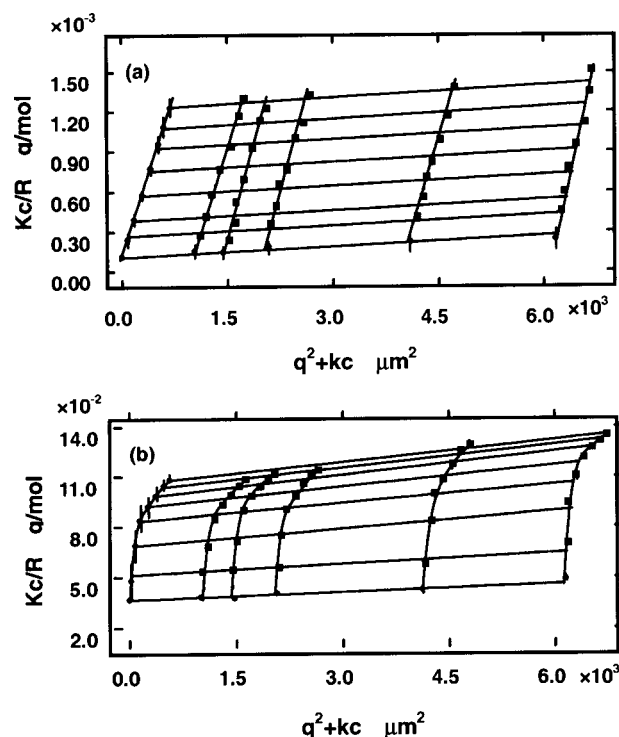 ×10⁻³
(a)
1.50
1.20
0.90
0.60
0.30
0.00
Kc/R g/mol
0.0 1.5 3.0 4.5 6.0 ×10³
q²+kc μm²
×10⁻²
(b)
14.0
11.0
8.0
5.0
2.0
Kc/R g/mol
0.0 1.5 3.0 4.5 6.0 ×10³
q²+kc μm²